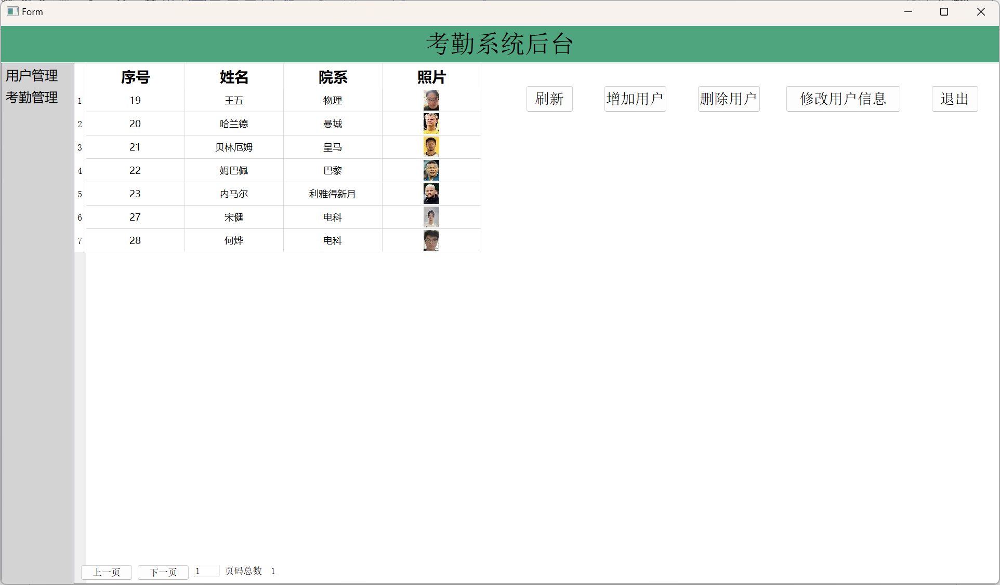 Form
考勤系统后台
用户管理
考勤管理
序号 姓名 院系 照片
1 19 王五 物理
2 20 哈兰德 曼城
3 21 贝林厄姆 皇马
4 22 姆巴佩 巴黎
5 23 内马尔 利雅得新月
6 27 宋健 电科
7 28 何烨 电科
刷新 增加用户 删除用户 修改用户信息 退出
上一页 下一页 1 页码总数 1